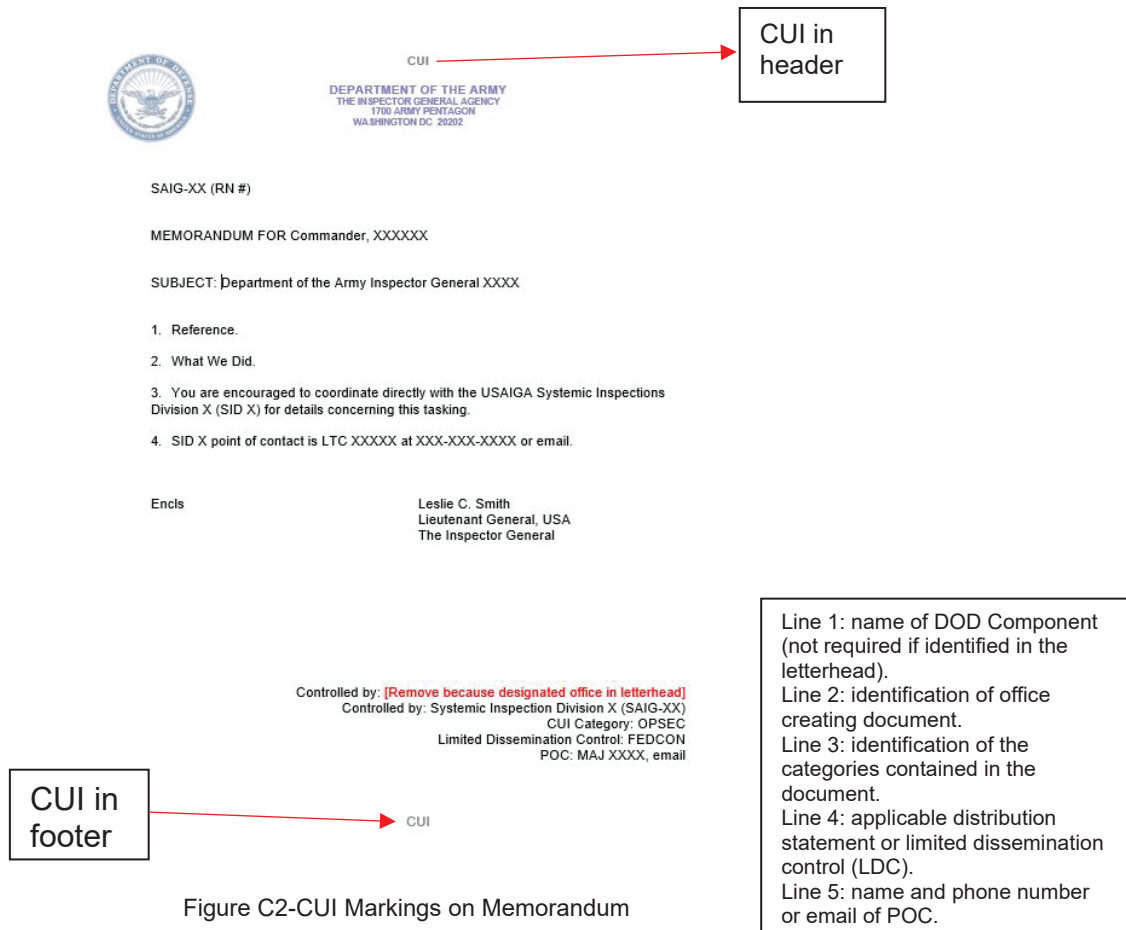 CUI
CUI in
header
DEPARTMENT OF DEFENSE
UNITED STATES OF AMERICA
DEPARTMENT OF THE ARMY
THE INSPECTOR GENERAL AGENCY
1700 ARMY PENTAGON
WASHINGTON DC 20202
SAIG-XX (RN #)
MEMORANDUM FOR Commander, XXXXXX
SUBJECT: Department of the Army Inspector General XXXX
1. Reference.
2. What We Did.
3. You are encouraged to coordinate directly with the USAIGA Systemic Inspections
Division X (SID X) for details concerning this tasking.
4. SID X point of contact is LTC XXXXX at XXX-XXX-XXXX or email.
Encls
Leslie C. Smith
Lieutenant General, USA
The Inspector General
Controlled by: [Remove because designated office in letterhead]
Controlled by: Systemic Inspection Division X (SAIG-XX)
CUI Category: OPSEC
Limited Dissemination Control: FEDCON
POC: MAJ XXXX, email
Line 1: name of DOD Component
(not required if identified in the
letterhead).
Line 2: identification of office
creating document.
Line 3: identification of the
categories contained in the
document.
Line 4: applicable distribution
statement or limited dissemination
control (LDC).
Line 5: name and phone number
or email of POC.
CUI in
footer
CUI
Figure C2-CUI Markings on Memorandum